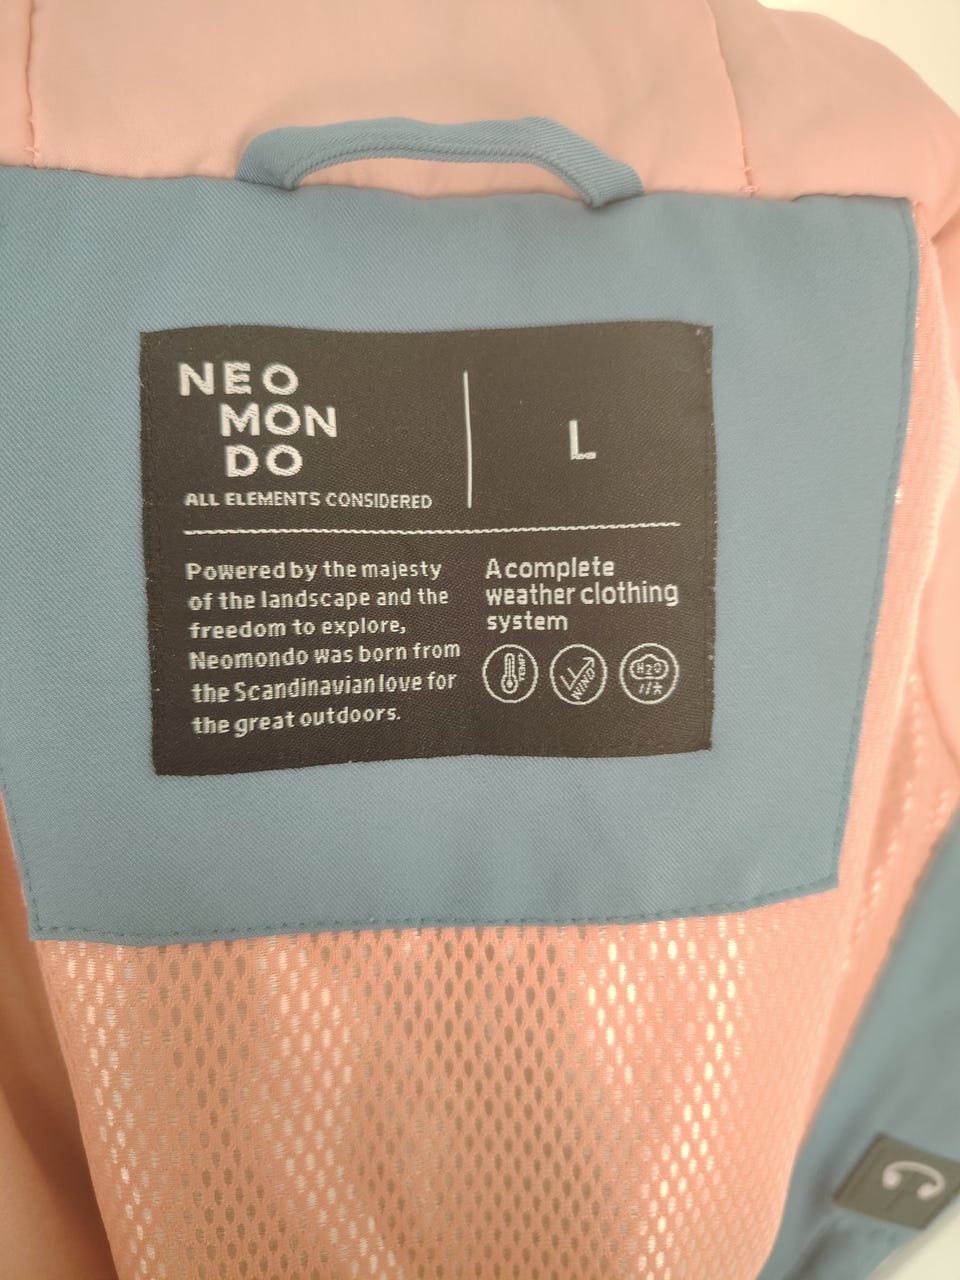 NEO
MON
DO
ALL ELEMENTS CONSIDERED
L
Powered by the majesty
of the landscape and the
freedom to explore,
Neomondo was born from
the Scandinavian love for
the great outdoors.
A complete
weather clothing
system
TEMP
WIND
H2O